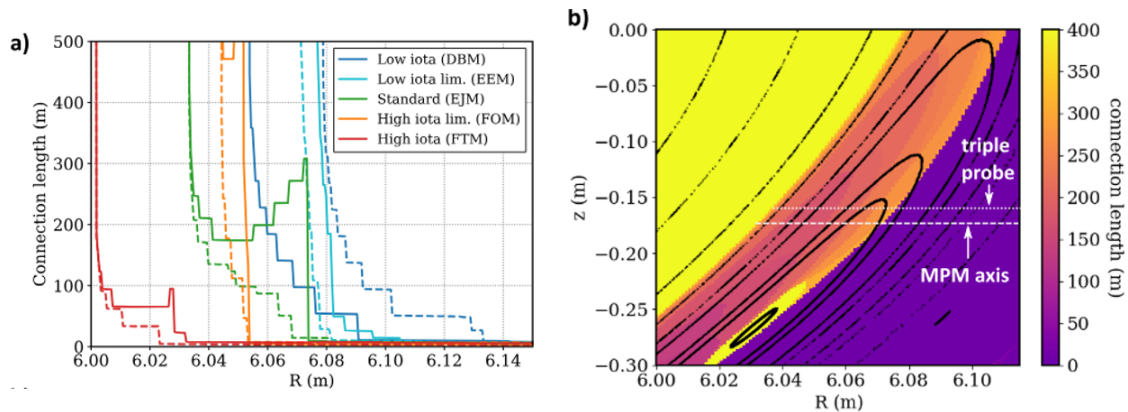 a)
500
400
300
200
100
0
Connection length (m)
6.00
6.02
6.04
6.06
6.08
6.10
6.12
6.14
R (m)
Low iota (DBM)
Low iota lim. (EEM)
Standard (EJM)
High iota lim. (FOM)
High iota (FTM)
b)
0.00
−0.05
−0.10
−0.15
−0.20
−0.25
−0.30
z (m)
6.00
6.02
6.04
6.06
6.08
6.10
R (m)
triple
probe
MPM axis
400
350
300
250
200
150
100
50
0
connection length (m)